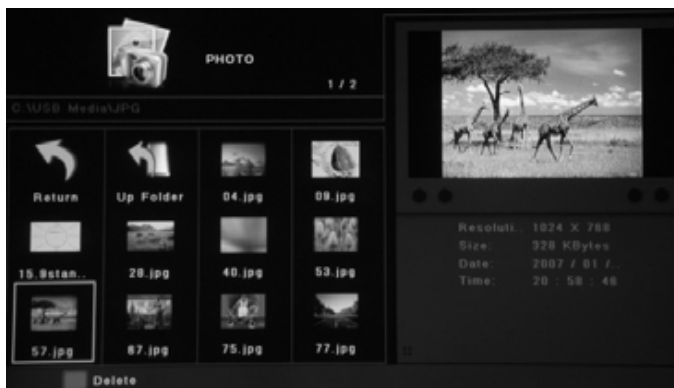 PHOTO
1 / 2
C:\USB Media\JPG
Return
Up Folder
04.jpg
09.jpg
15.9stan..
28.jpg
40.jpg
53.jpg
57.jpg
67.jpg
75.jpg
77.jpg
Resoluti.. 1024 X 768
Size: 328 KBytes
Date: 2007 / 01 /..
Time: 20 : 58 : 46
Delete